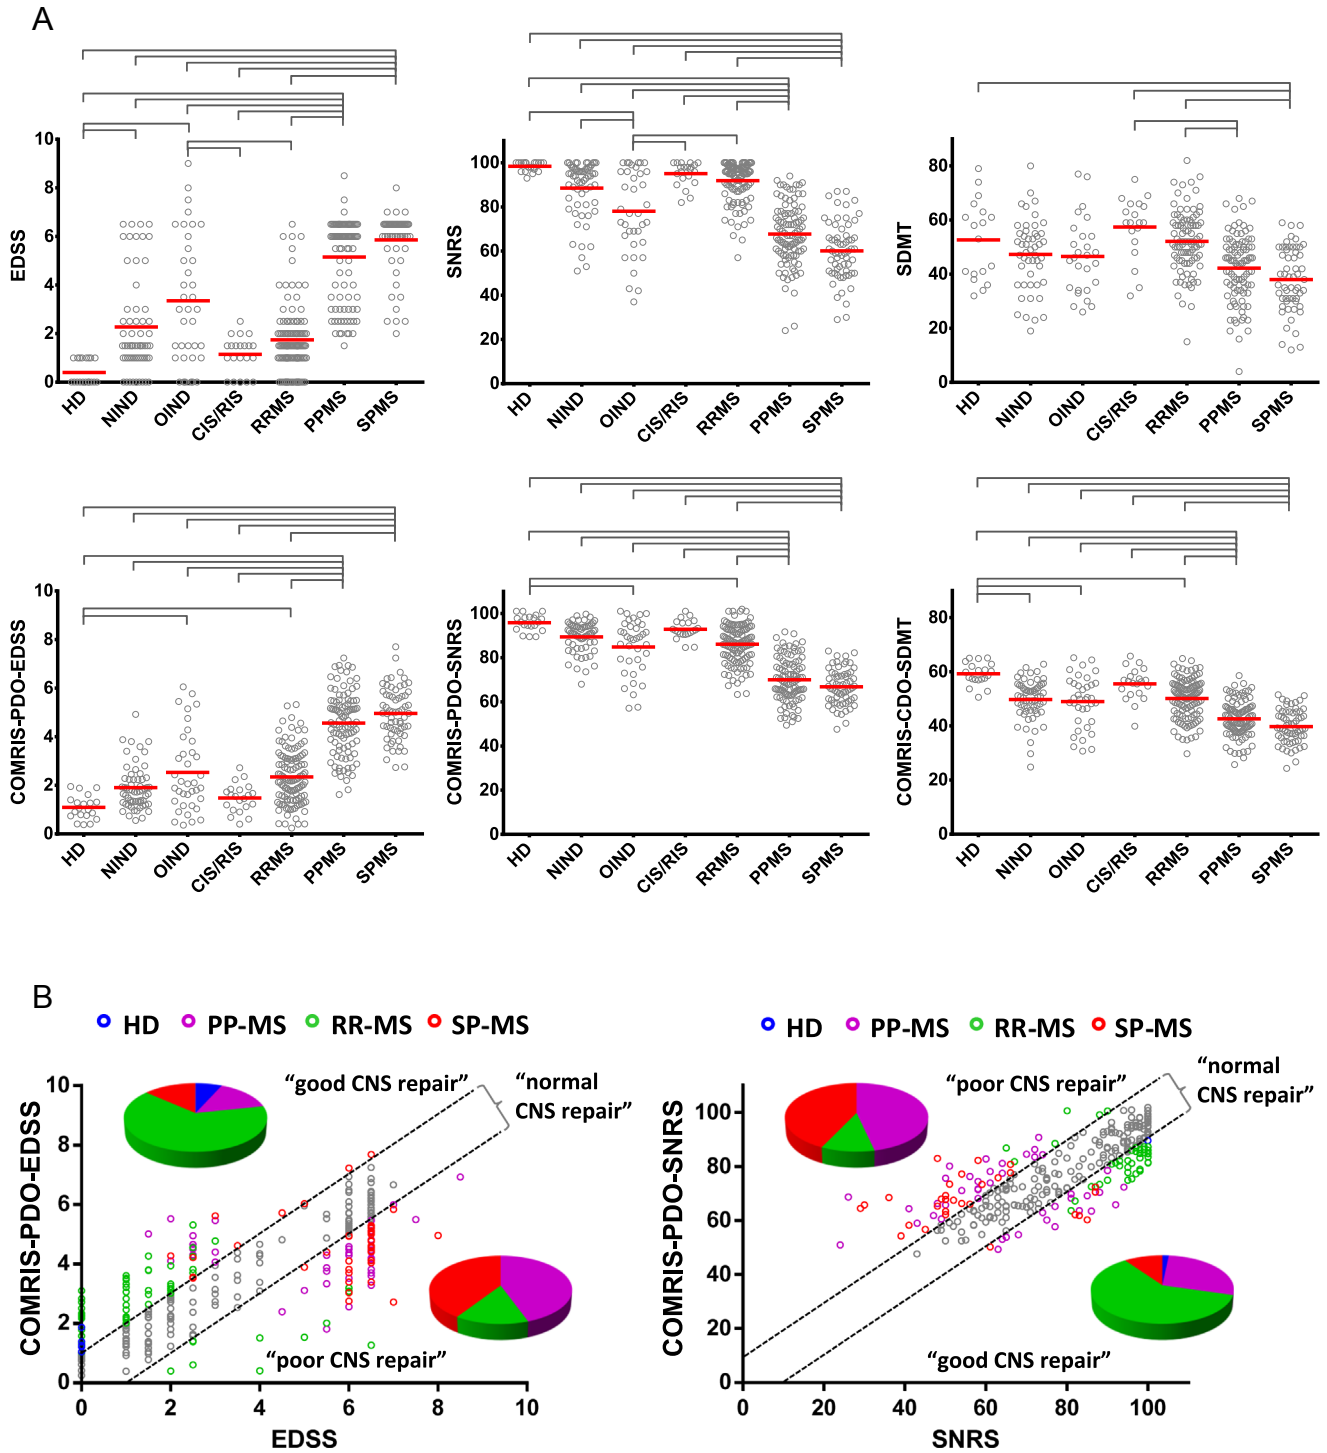 A
EDSS
10
8
6
4
2
0
HD
NIND
OIND
CIS/RIS
RRMS
PPMS
SPMS
SNRS
100
80
60
40
20
0
HD
NIND
OIND
CIS/RIS
RRMS
PPMS
SPMS
SDMT
80
60
40
20
0
HD
NIND
OIND
CIS/RIS
RRMS
PPMS
SPMS
COMRIS-PDO-EDSS
10
8
6
4
2
0
HD
NIND
OIND
CIS/RIS
RRMS
PPMS
SPMS
COMRIS-PDO-SNRS
100
80
60
40
20
0
HD
NIND
OIND
CIS/RIS
RRMS
PPMS
SPMS
COMRIS-CDO-SDMT
80
60
40
20
0
HD
NIND
OIND
CIS/RIS
RRMS
PPMS
SPMS
B
HD PP-MS RR-MS SP-MS
"good CNS repair"
"normal
CNS repair"
"poor CNS repair"
COMRIS-PDO-EDSS
10
8
6
4
2
0
0 2 4 6 8 10
EDSS
HD PP-MS RR-MS SP-MS
"poor CNS repair"
"normal
CNS repair"
"good CNS repair"
COMRIS-PDO-SNRS
100
80
60
40
20
0
0 20 40 60 80 100
SNRS